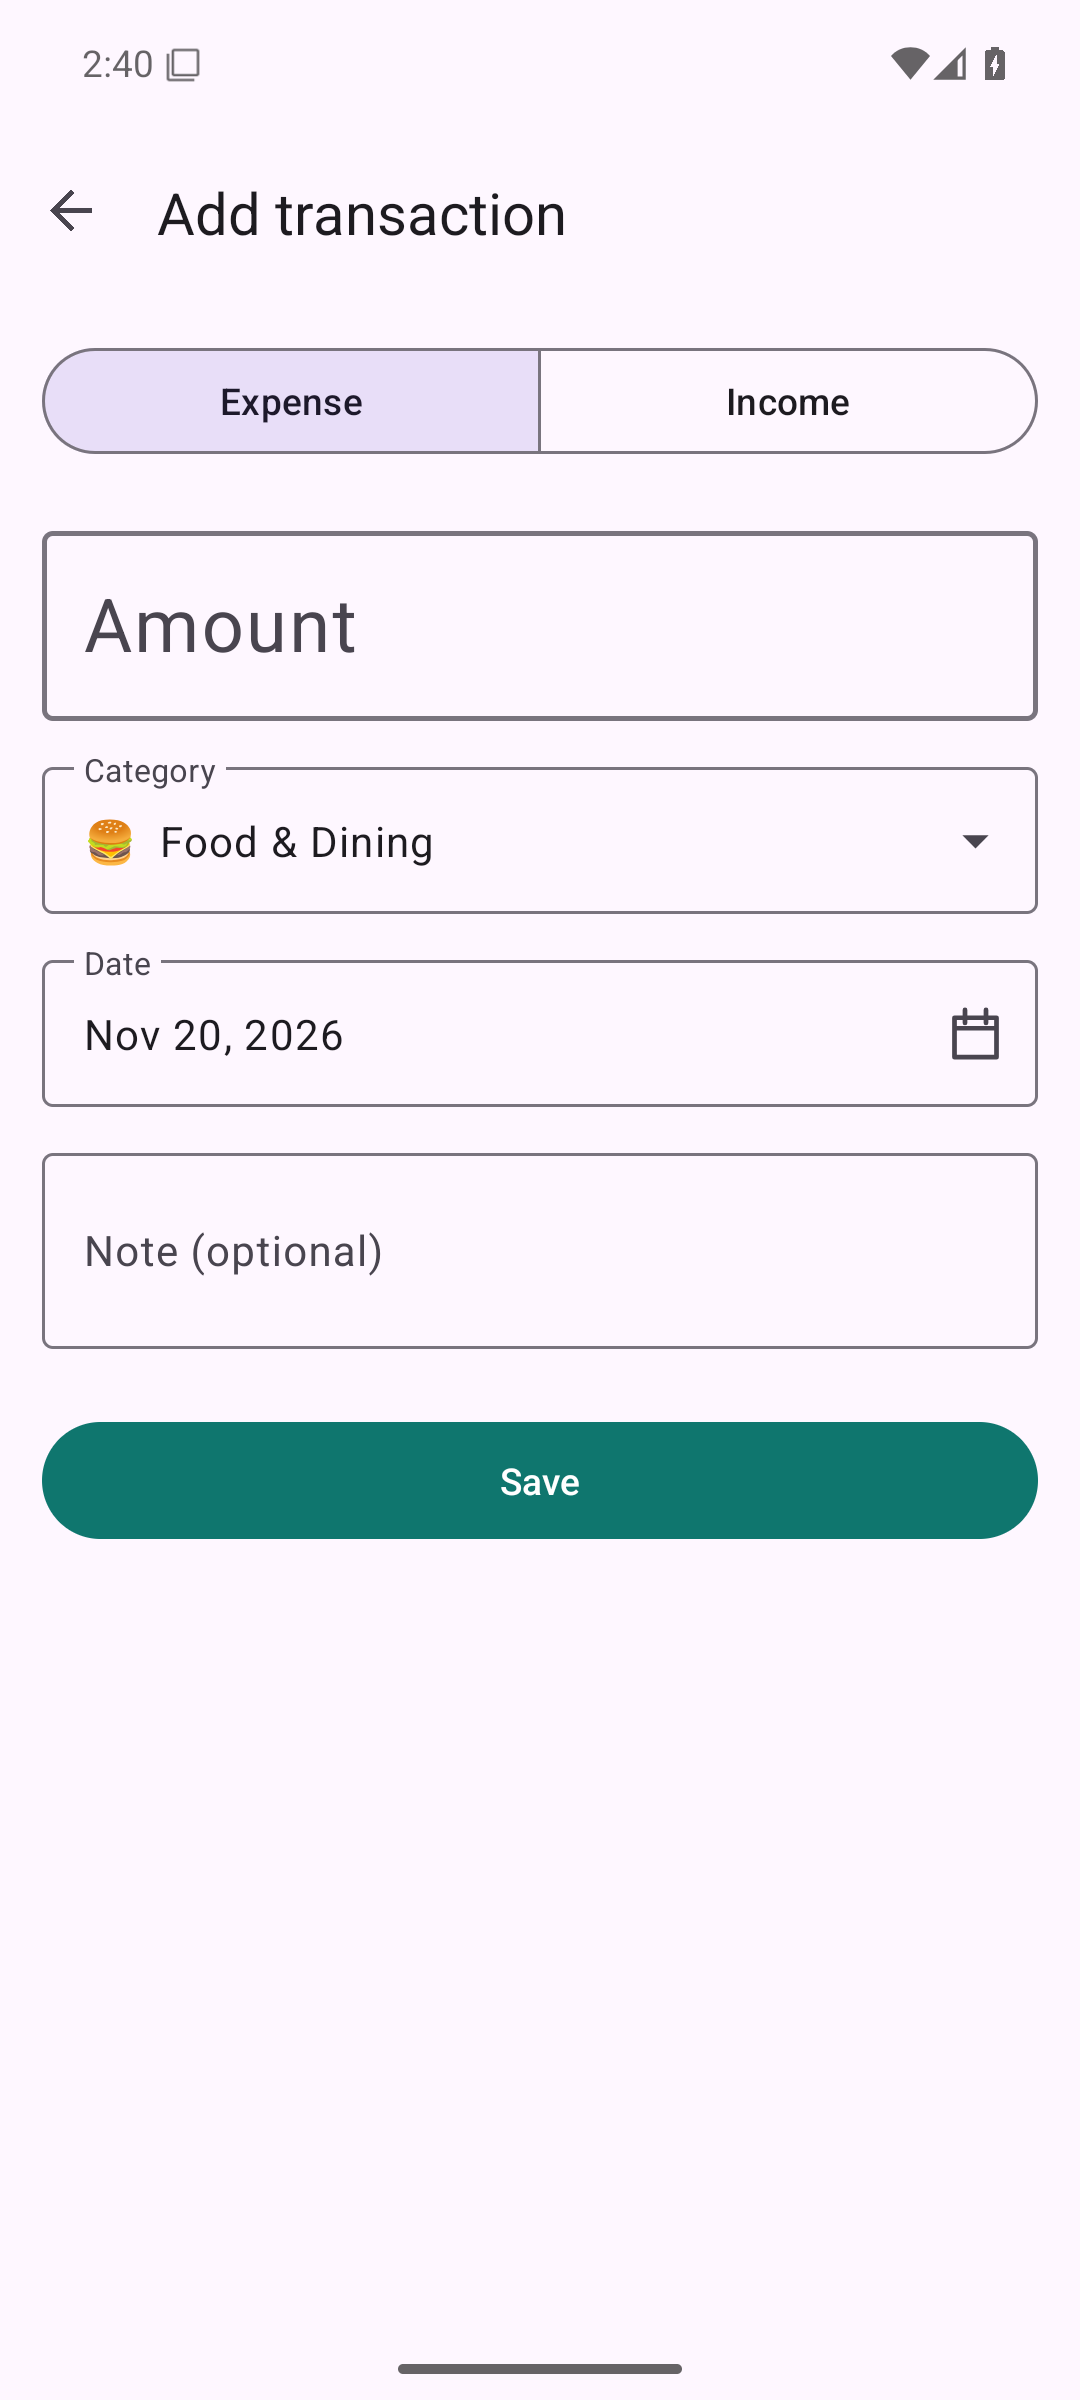 2:40
Add transaction
Expense
Income
Amount
Category
🍔 Food & Dining
Date
Nov 20, 2026
Note (optional)
Save